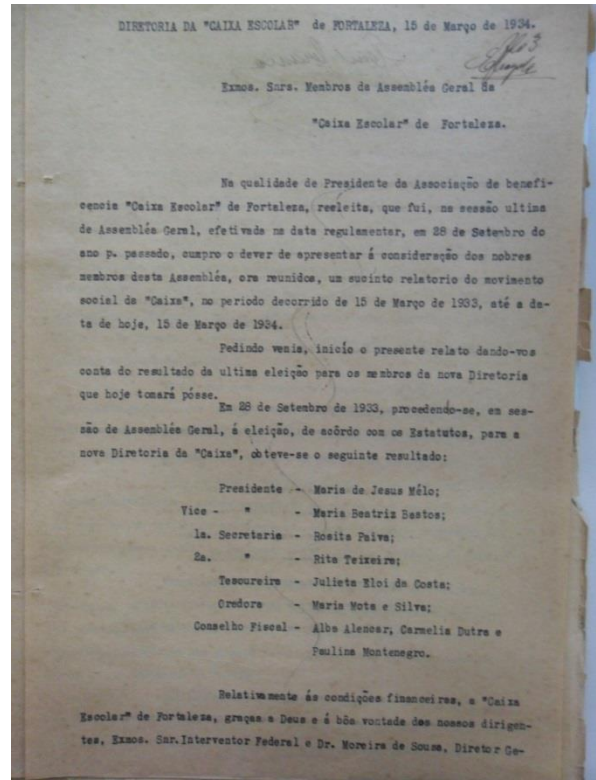 DIRETORIA DA "CAIXA ESCOLAR" de FORTALEZA, 15 de Março de 1934.
Exmos. Snrs. Membros da Assembléa Geral da
"Caixa Escolar" de Fortaleza.
Na qualidade de Presidente da Associação de benefi-
cencia "Caixa Escolar" de Fortaleza, reeleita, que fui, na sessão ultima
de Assembléa Geral, efetivada na data regulamentar, em 28 de Setembro do
ano p. passado, cumpro o dever de apresentar á consideração dos nobres
membros desta Assembléa, ora reunidos, um sucinto relatorio do movimento
social da "Caixa", no periodo decorrido de 15 de Março de 1933, até a da-
ta de hoje, 15 de Março de 1934.
Pedindo venia, inicío o presente relato dando-vos
conta do resultado da ultima eleição para os membros da nova Diretoria
que hoje tomará pósse.
Em 28 de Setembro de 1933, procedendo-se, em ses-
são de Assembléa Geral, á eleição, de acôrdo com os Estatutos, para a
nova Diretoria da "Caixa", obteve-se o seguinte resultado:
Presidente - Maria de Jesus Mélo;
Vice - " - Maria Beatriz Bastos;
1a. Secretaria - Rosita Paiva;
2a. " - Rita Teixeira;
Tesoureira - Julieta Eloi da Costa;
Oradora - Maria Mota e Silva;
Conselho Fiscal - Alba Alencar, Carmelia Dutra e
Paulina Montenegro.
Relativamente ás condições financeiras, a "Caixa
Escolar" de Fortaleza, graças a Deus e á bôa vontade dos nossos dirigen-
tes, Exmos. Snr. Interventor Federal e Dr. Moreira de Sousa, Diretor Ge-